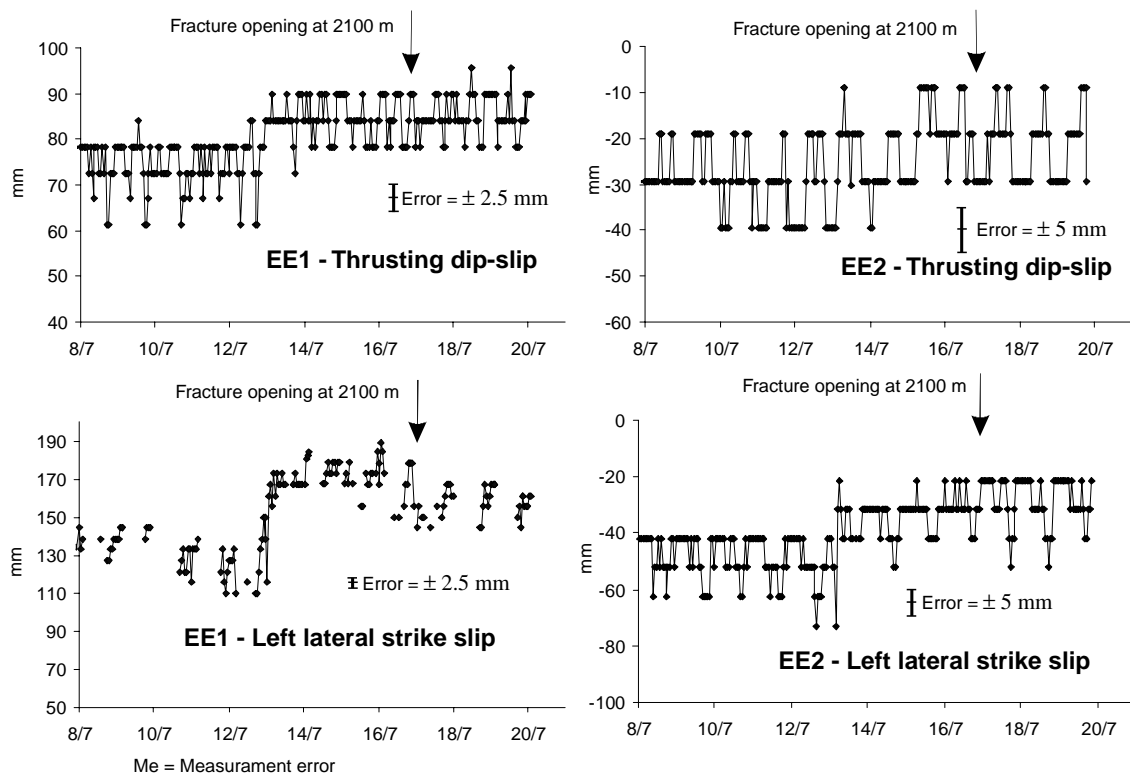 Fracture opening at 2100 m
100
90
80
70
60
50
40
mm
Error = ± 2.5 mm
EE1 - Thrusting dip-slip
8/7 10/7 12/7 14/7 16/7 18/7 20/7
Fracture opening at 2100 m
0
-10
-20
-30
-40
-50
-60
mm
Error = ± 5 mm
EE2 - Thrusting dip-slip
8/7 10/7 12/7 14/7 16/7 18/7 20/7
Fracture opening at 2100 m
190
170
150
130
110
90
70
50
mm
Error = ± 2.5 mm
EE1 - Left lateral strike slip
8/7 10/7 12/7 14/7 16/7 18/7 20/7
Me = Measurament error
Fracture opening at 2100 m
0
-20
-40
-60
-80
-100
mm
Error = ± 5 mm
EE2 - Left lateral strike slip
8/7 10/7 12/7 14/7 16/7 18/7 20/7